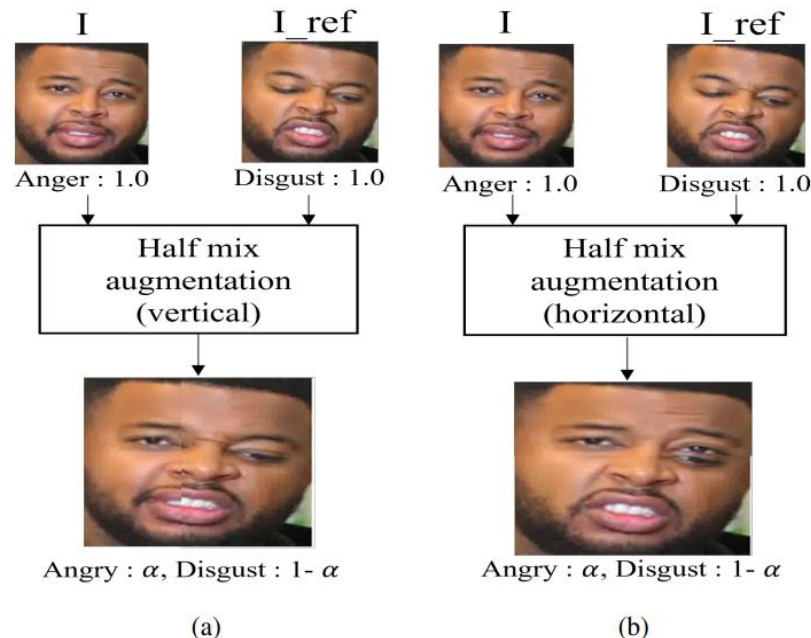 I I_ref I I_ref
Anger : 1.0 Disgust : 1.0 Anger : 1.0 Disgust : 1.0
Half mix
augmentation
(vertical)
Half mix
augmentation
(horizontal)
Angry : α, Disgust : 1- α Angry : α, Disgust : 1- α
(a) (b)